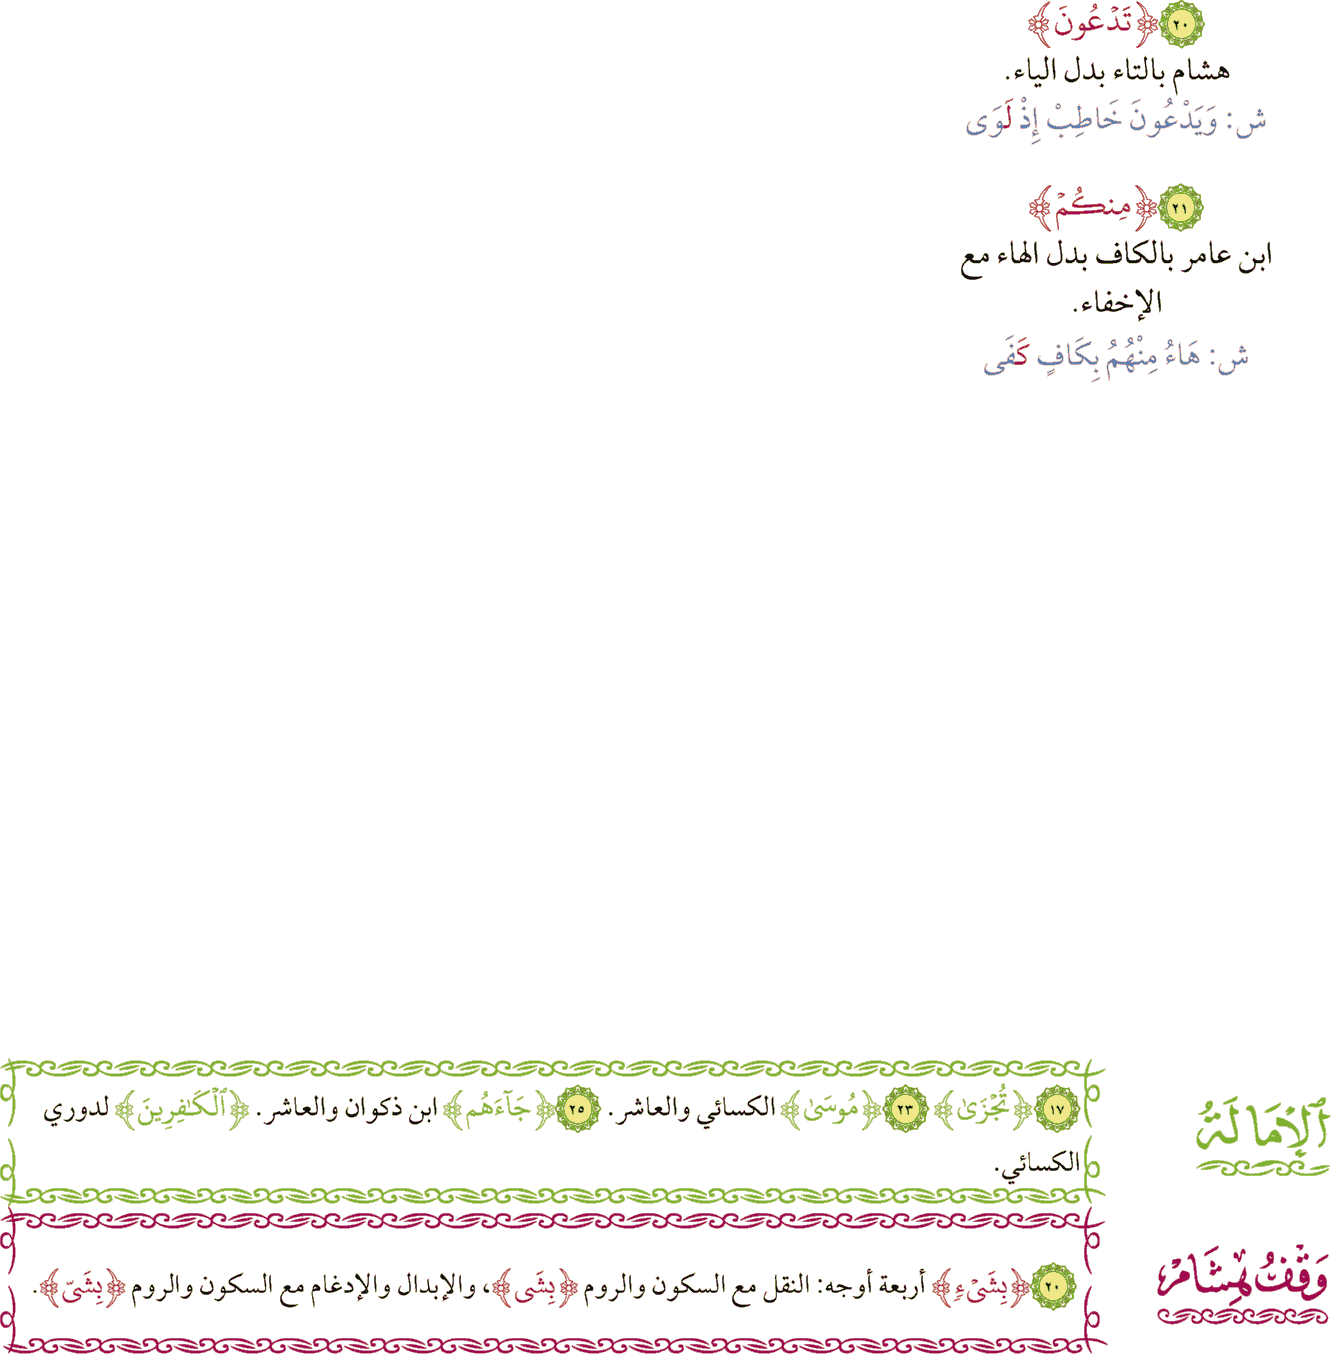 ٢٠ ﴿تَدْعُونَ﴾
هشام بالتاء بدل الياء.
ش: وَيَدْعُونَ خَاطِبْ إِذْ لَوَى
٢١ ﴿مِنكُمْ﴾
ابن عامر بالكاف بدل الهاء مع
الإخفاء.
ش: هَاءُ مِنْهُمُ بِكَافٍ كَفَى
ٱلْإِمَالَةُ
١٧ ﴿تُجْزَىٰ﴾ ٢٣ ﴿مُوسَىٰ﴾ الكسائي والعاشر. ٢٥ ﴿جَآءَهُم﴾ ابن ذكوان والعاشر. ﴿ٱلْكَـٰفِرِينَ﴾ لدوري
الكسائي.
وَقْفُ هِشَامْ
٢٠ ﴿بِشَىْءٍ﴾ أربعة أوجه: النقل مع السكون والروم ﴿بِشَى﴾، والإبدال والإدغام مع السكون والروم ﴿بِشَىّ﴾.